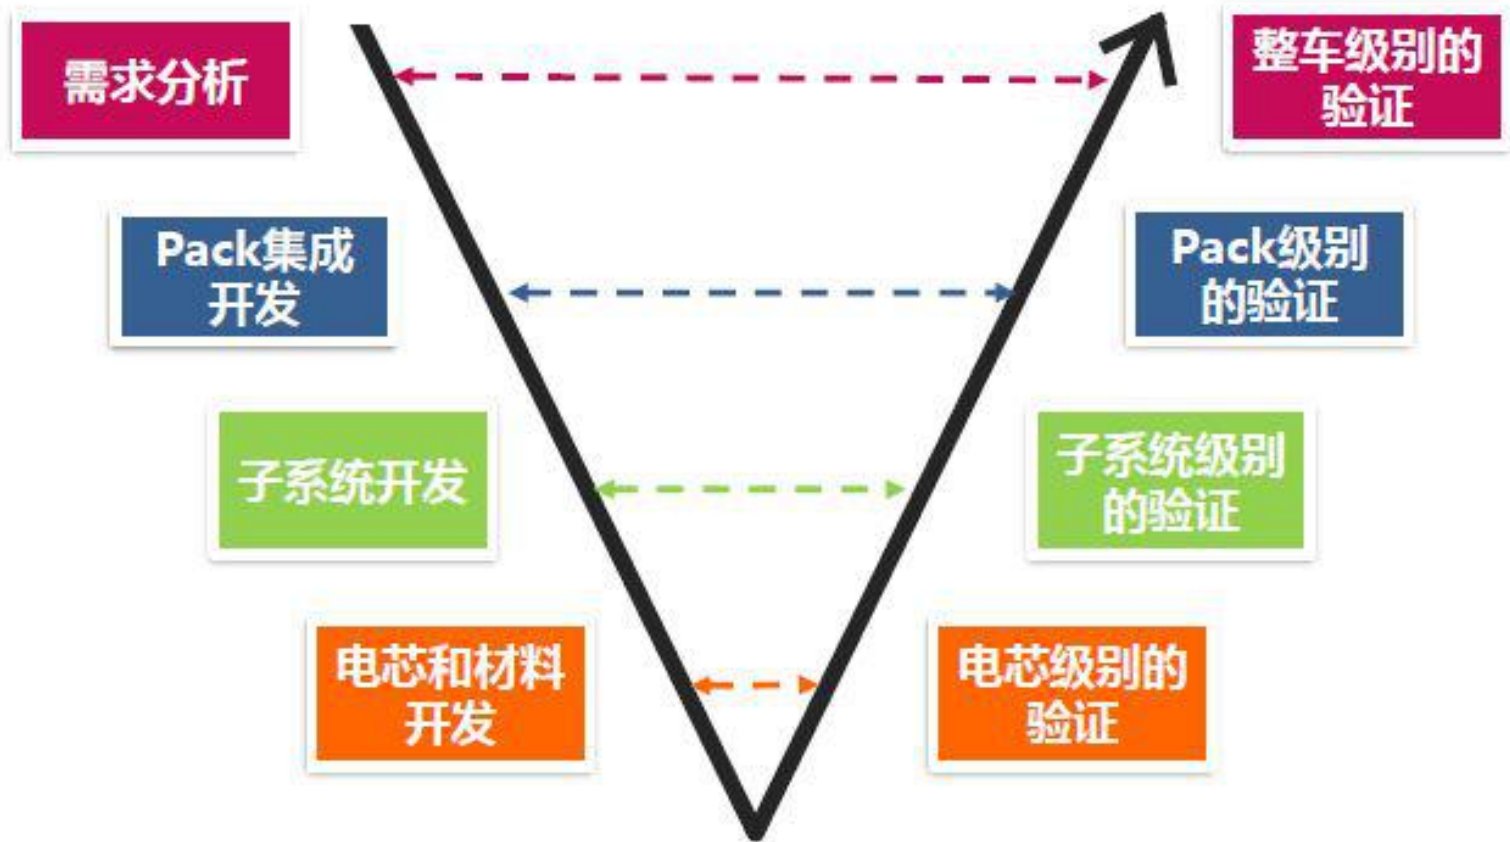 需求分析
整车级别的
验证
Pack集成
开发
Pack级别
的验证
子系统开发
子系统级别
的验证
电芯和材料
开发
电芯级别的
验证